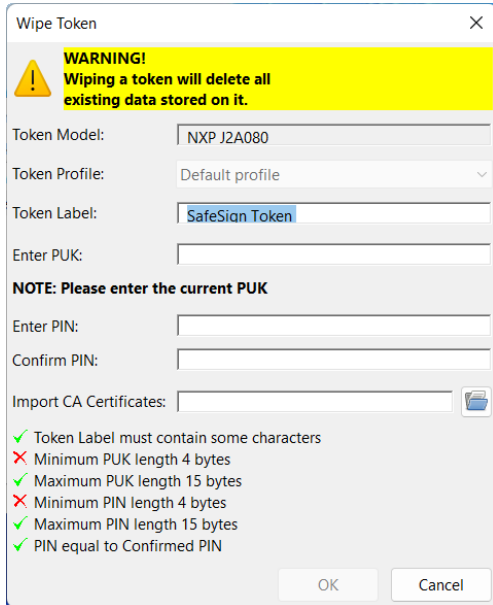 Wipe Token
WARNING!
Wiping a token will delete all
existing data stored on it.
Token Model: NXP J2A080
Token Profile: Default profile
Token Label: SafeSign Token
Enter PUK:
NOTE: Please enter the current PUK
Enter PIN:
Confirm PIN:
Import CA Certificates:
Token Label must contain some characters
Minimum PUK length 4 bytes
Maximum PUK length 15 bytes
Minimum PIN length 4 bytes
Maximum PIN length 15 bytes
PIN equal to Confirmed PIN
OK Cancel